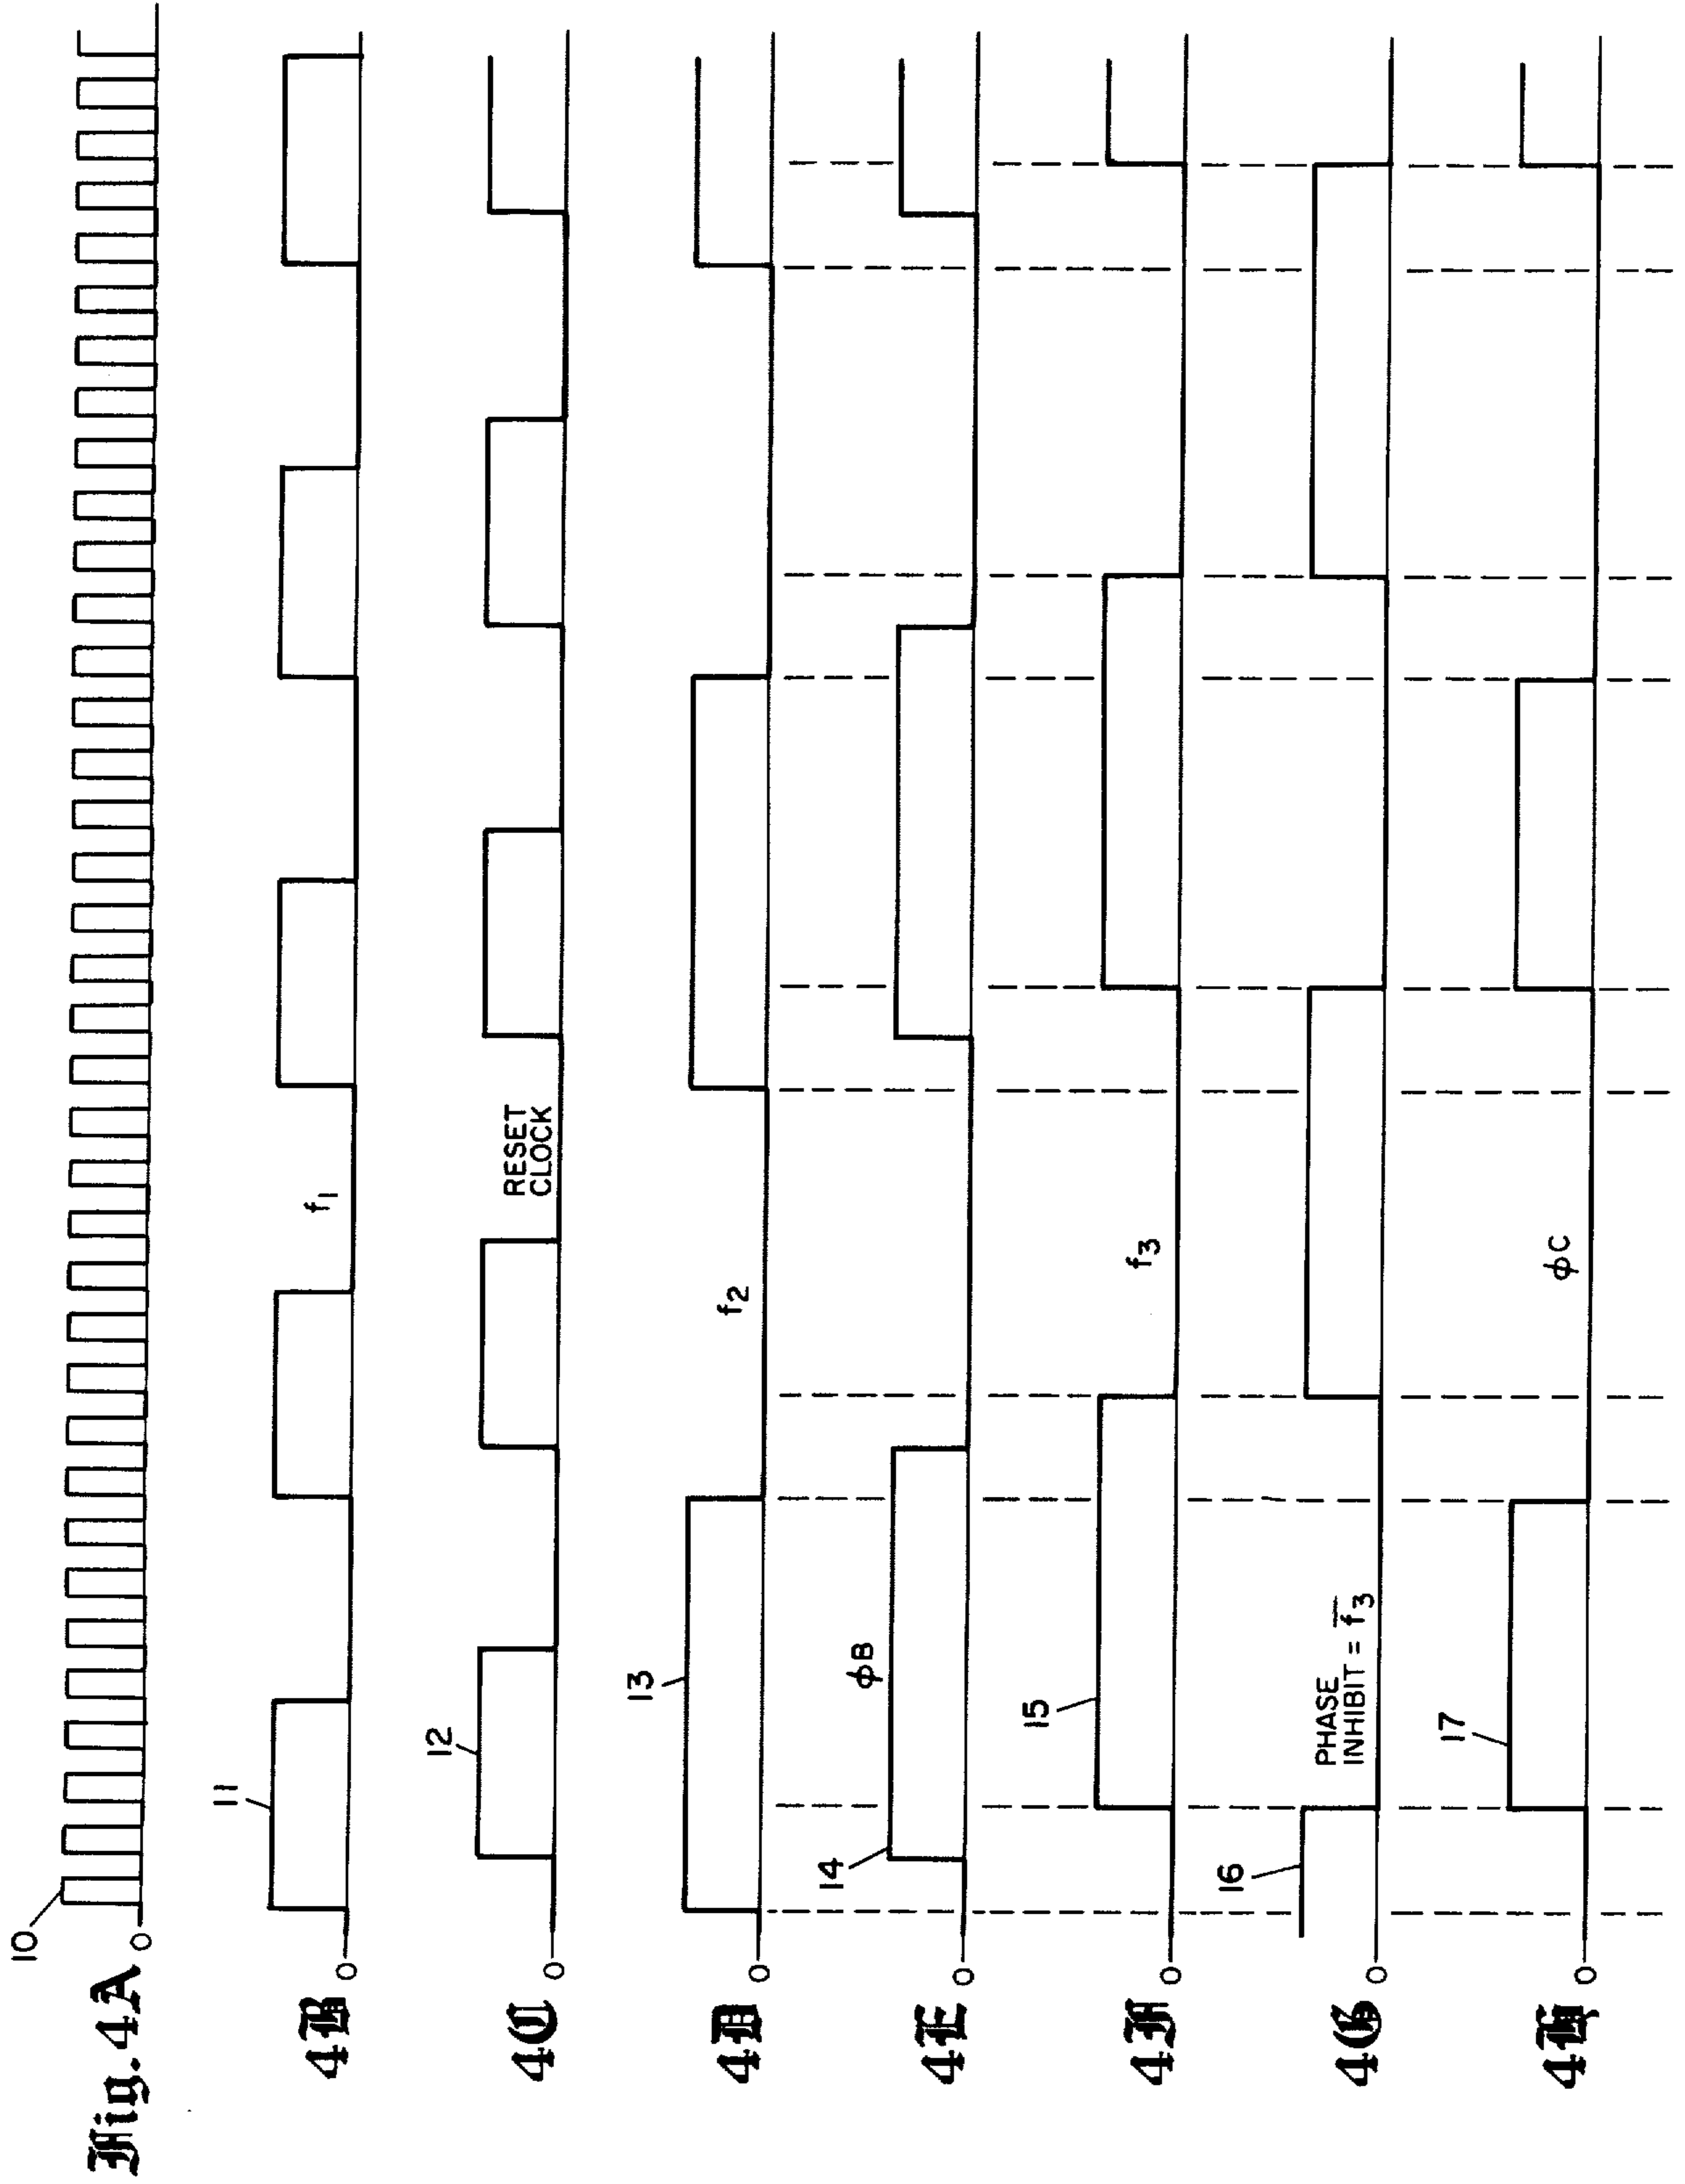 Fig. 4A
10
0
4B
0
11
f1
4C
0
12
RESET
CLOCK
4D
0
13
f2
4E
0
14
ϕB
4F
0
15
f3
4G
0
16
PHASE
INHIBIT = f̅3
4H
0
17
ϕC